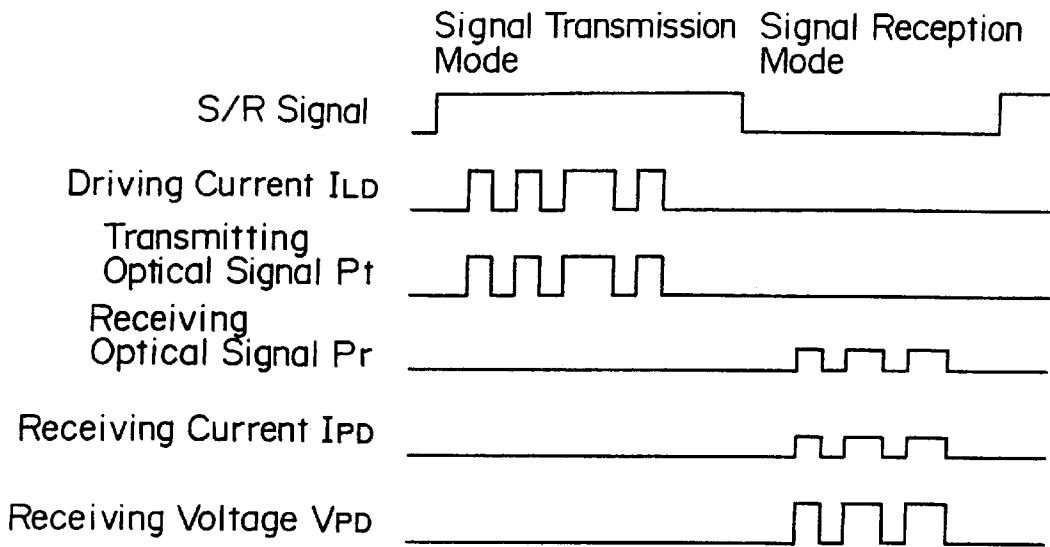 Signal Transmission Mode
Signal Reception Mode
S/R Signal
Driving Current ILD
Transmitting
Optical Signal Pt
Receiving
Optical Signal Pr
Receiving Current IPD
Receiving Voltage VPD